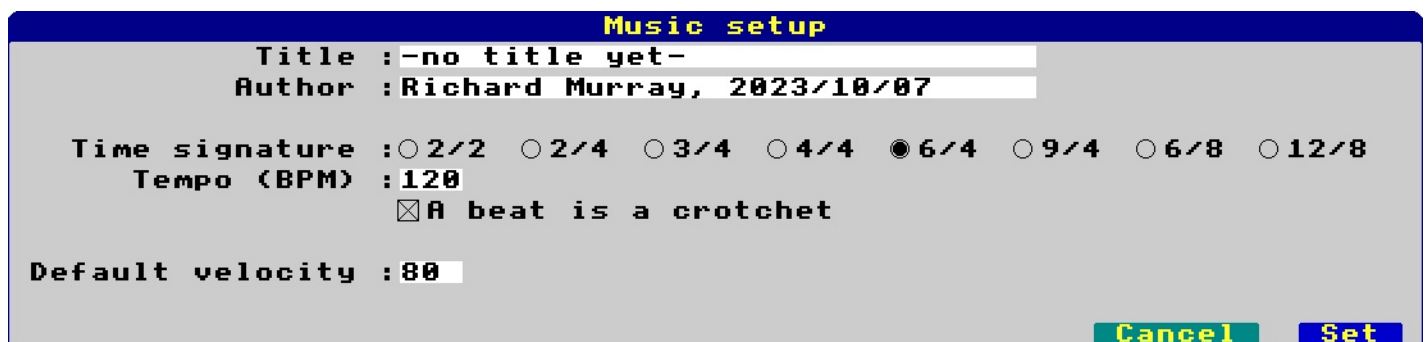 Music setup
Title :-no title yet-
Author :Richard Murray, 2023/10/07
Time signature :○2/2 ○2/4 ○3/4 ○4/4 ●6/4 ○9/4 ○6/8 ○12/8
Tempo (BPM) :120
☒A beat is a crotchet
Default velocity :80
Cancel Set